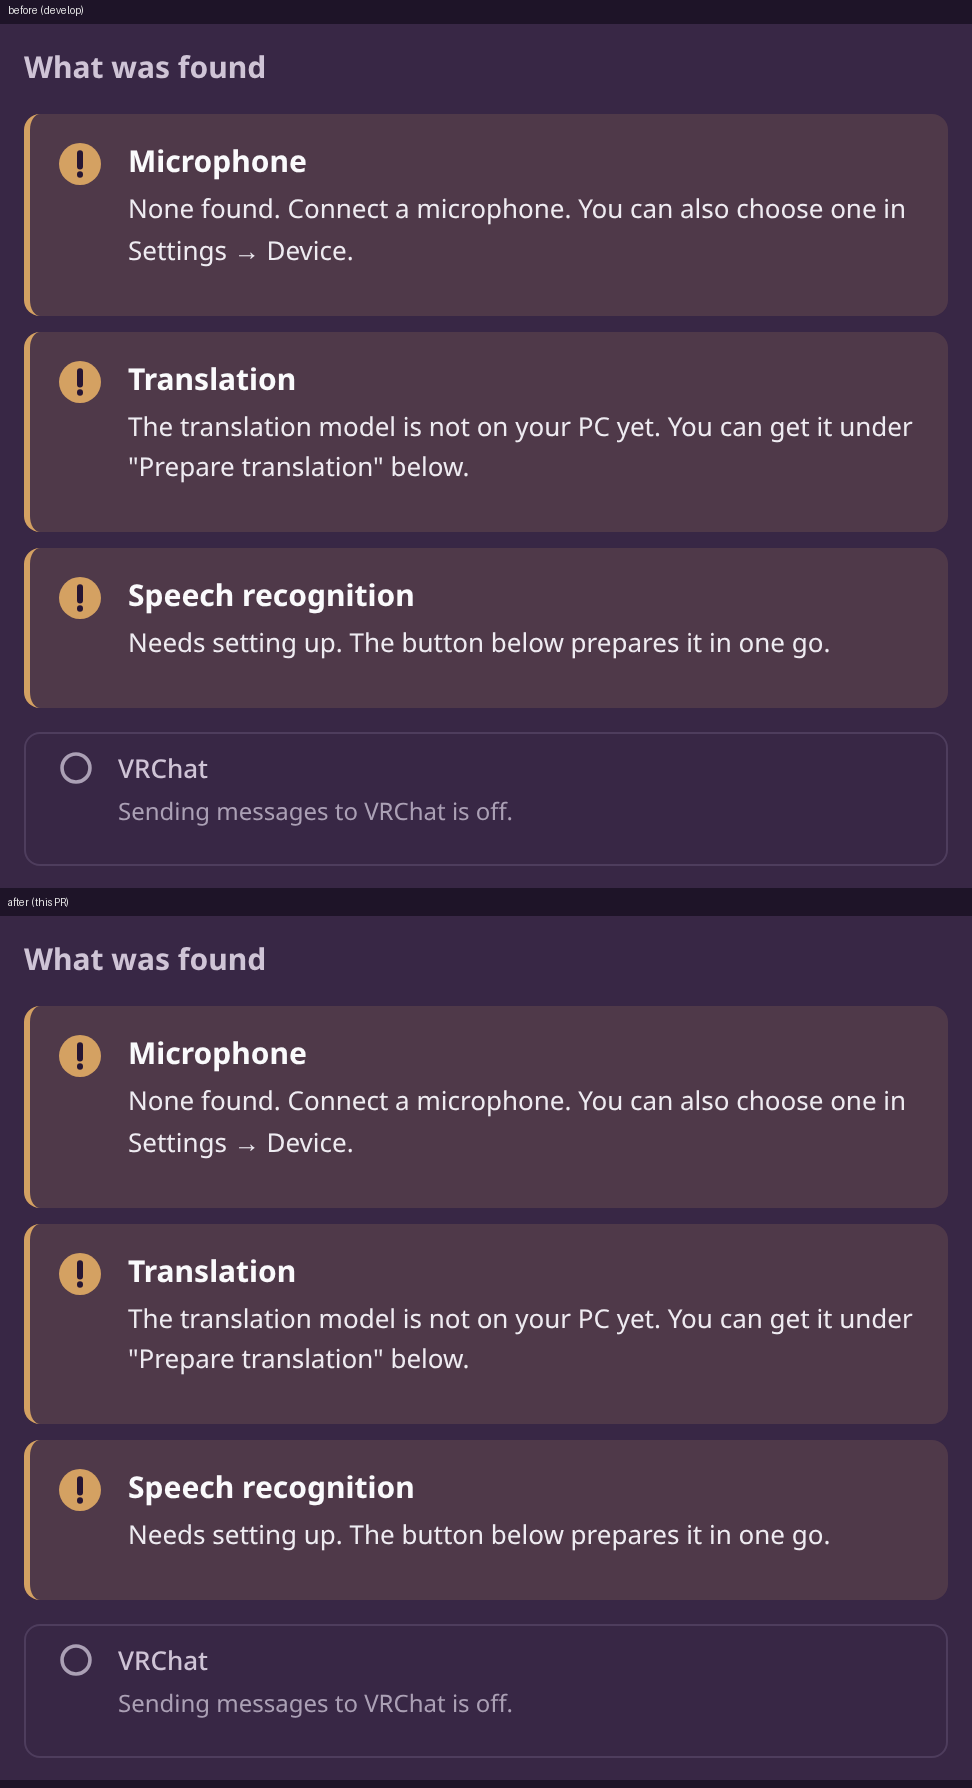 before (develop)
What was found
Microphone
None found. Connect a microphone. You can also choose one in
Settings → Device.
Translation
The translation model is not on your PC yet. You can get it under
"Prepare translation" below.
Speech recognition
Needs setting up. The button below prepares it in one go.
VRChat
Sending messages to VRChat is off.
after (this PR)
What was found
Microphone
None found. Connect a microphone. You can also choose one in
Settings → Device.
Translation
The translation model is not on your PC yet. You can get it under
"Prepare translation" below.
Speech recognition
Needs setting up. The button below prepares it in one go.
VRChat
Sending messages to VRChat is off.